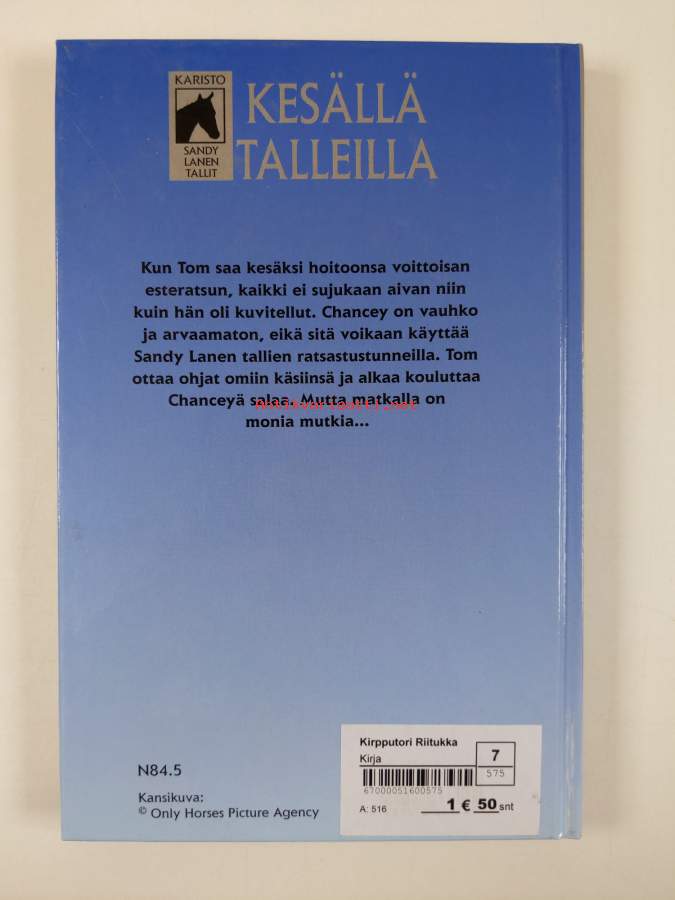 KARISTO
SANDY
LANEN
TALLIT
KESÄLLÄ
TALLEILLA
Kun Tom saa kesäksi hoitoonsa voittoisan
esteratsun, kaikki ei sujukaan aivan niin
kuin hän oli kuvitellut. Chancey on vauhko
ja arvaamaton, eikä sitä voikaan käyttää
Sandy Lanen tallien ratsastustunneilla. Tom
ottaa ohjat omiin käsiinsä ja alkaa kouluttaa
Chanceyä salaa. Mutta matkalla on
Antikvariaatti.net
monia mutkia...
N84.5
Kansikuva:
© Only Horses Picture Agency
Kirpputori Riitukka
Kirja
7
575
67000051600575
A: 516
1 € 50 snt